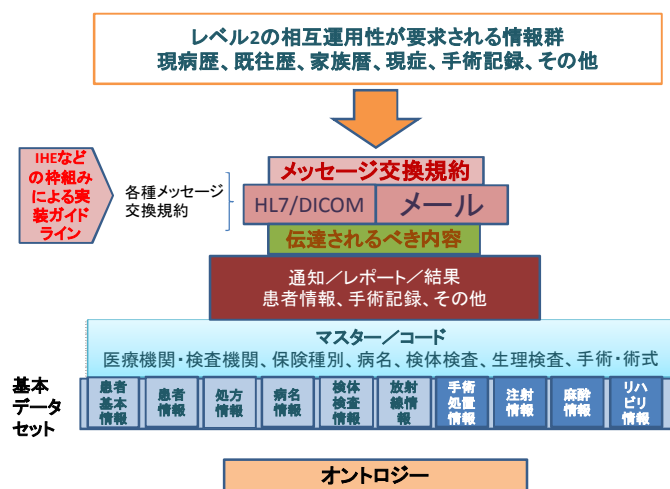 レベル2の相互運用性が要求される情報群
現病歴、既往歴、家族暦、現症、手術記録、その他
IHEなど
の枠組み
による実
装ガイド
ライン
各種メッセージ
交換規約
メッセージ交換規約
HL7/DICOM
メール
伝達されるべき内容
通知／レポート／結果
患者情報、手術記録、その他
マスター／コード
医療機関・検査機関、保険種別、病名、検体検査、生理検査、手術・術式
基本
データ
セット
患者
基本
情報
患者
情報
処方
情報
病名
情報
検体
検査
情報
放射
線情
報
手術
処置
情報
注射
情報
麻酔
情報
リハ
ビリ
情報
オントロジー